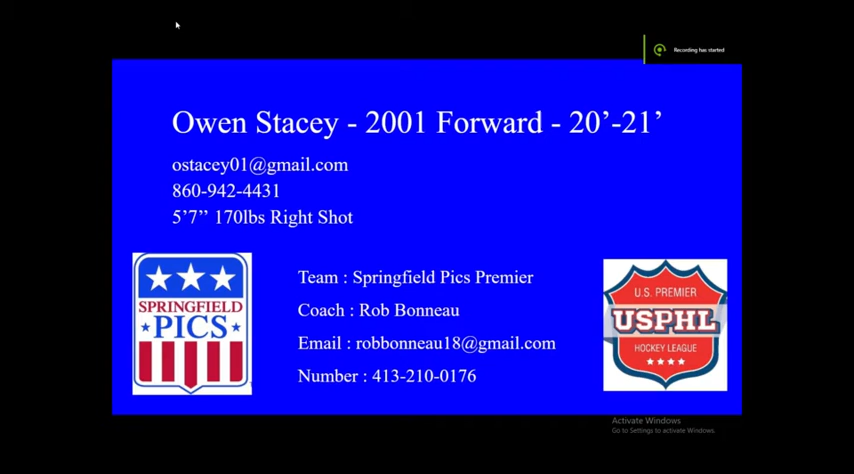 Recording has started
Owen Stacey - 2001 Forward - 20’-21’
ostacey01@gmail.com
860-942-4431
5’7’’ 170lbs Right Shot
SPRINGFIELD
PICS
Team : Springfield Pics Premier
Coach : Rob Bonneau
Email : robbonneau18@gmail.com
Number : 413-210-0176
U.S. PREMIER
USPHL
HOCKEY LEAGUE
Activate Windows
Go to Settings to activate Windows.